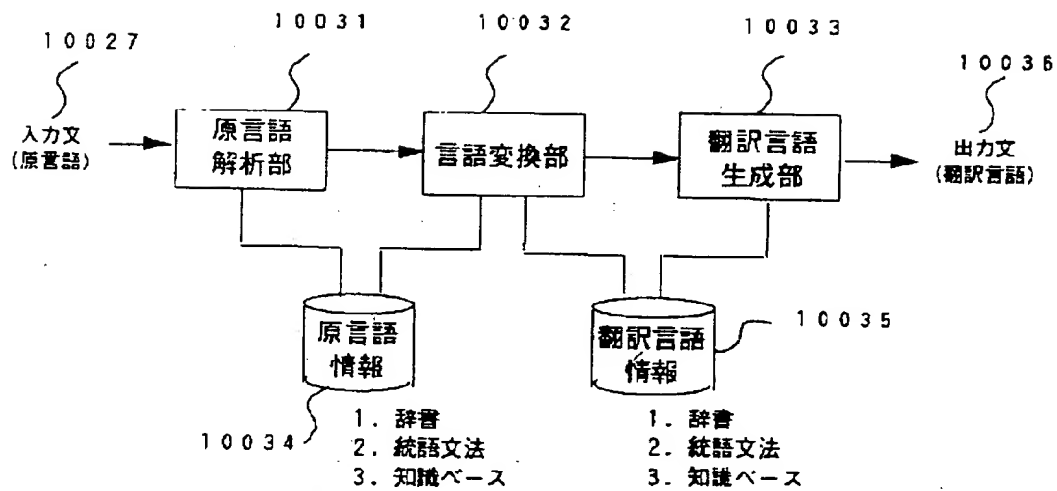 10027
10031
10032
10033
10036
入力文
(原言語)
原言語
解析部
言語変換部
翻訳言語
生成部
出力文
(翻訳言語)
原言語
情報
翻訳言語
情報
10035
10034
1. 辞書
2. 統語文法
3. 知識ベース
1. 辞書
2. 統語文法
3. 知識ベース